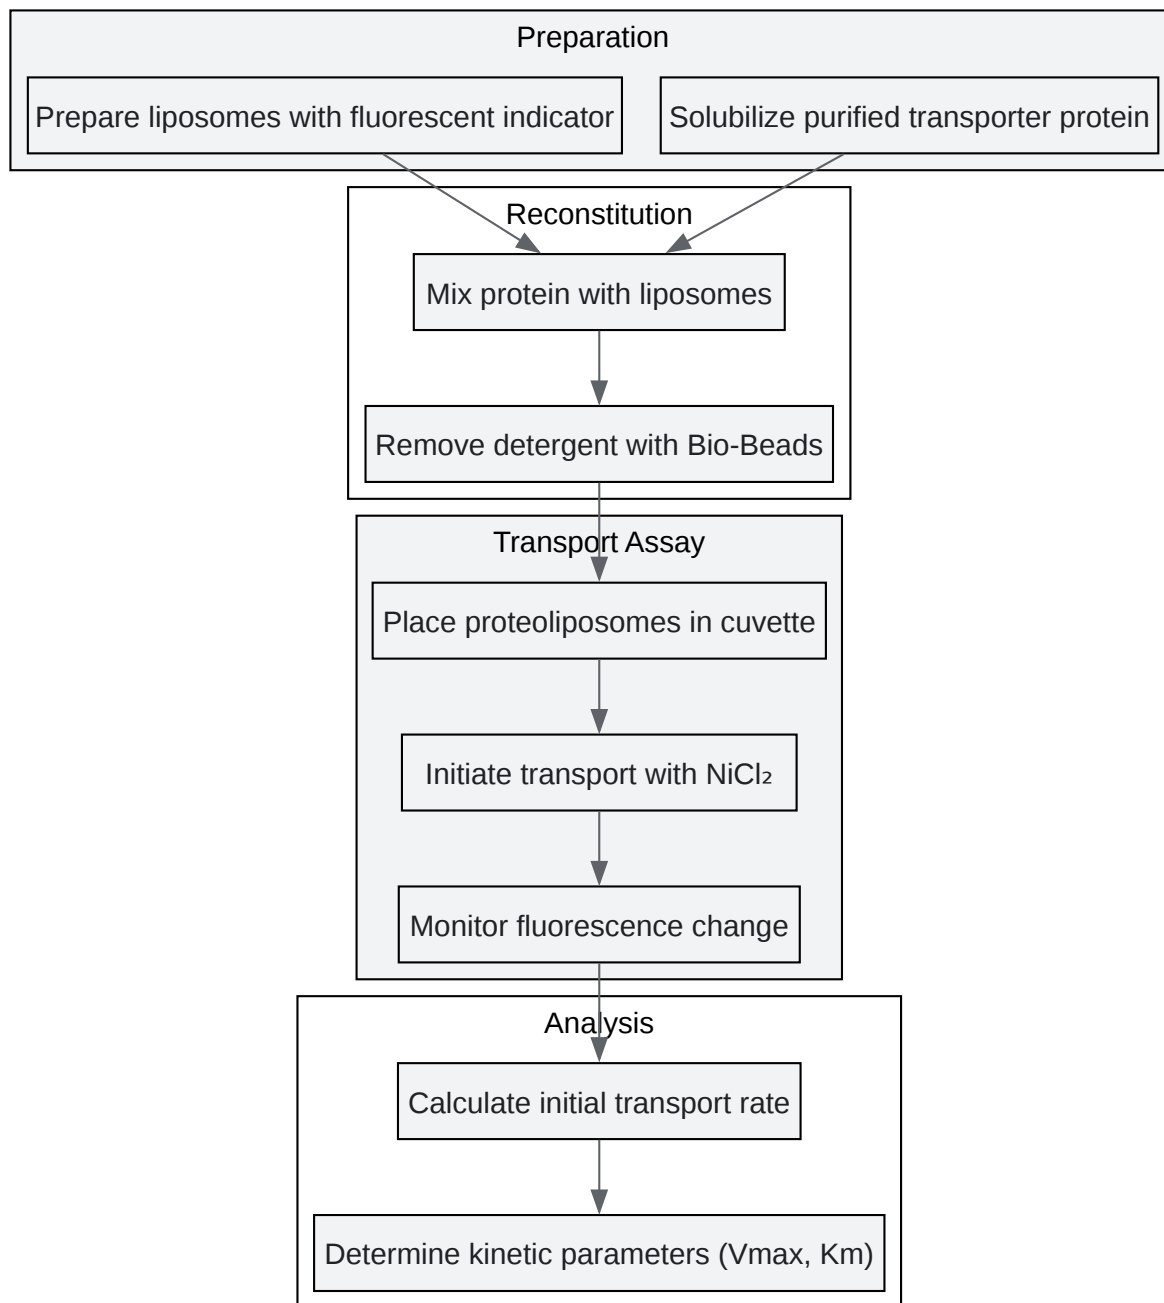 Preparation
Prepare liposomes with fluorescent indicator
Solubilize purified transporter protein
Reconstitution
Mix protein with liposomes
Remove detergent with Bio-Beads
Transport Assay
Place proteoliposomes in cuvette
Initiate transport with NiCl₂
Monitor fluorescence change
Analysis
Calculate initial transport rate
Determine kinetic parameters (Vmax, Km)